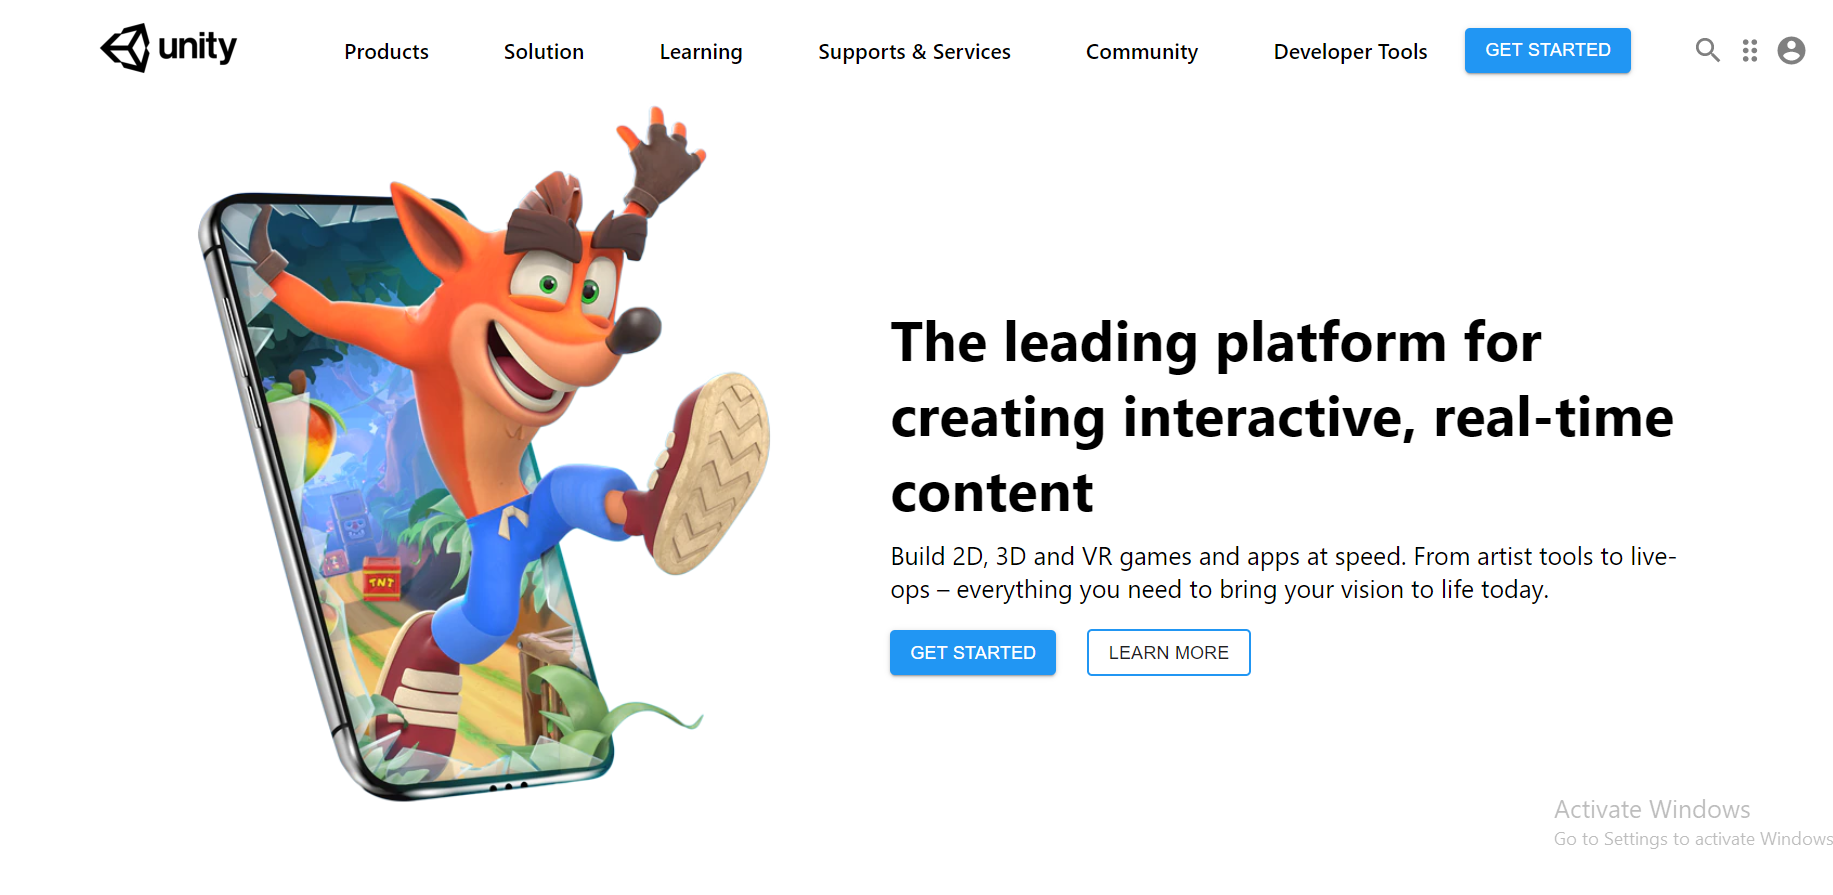 unity
Products
Solution
Learning
Supports & Services
Community
Developer Tools
GET STARTED
The leading platform for
creating interactive, real-time
content
Build 2D, 3D and VR games and apps at speed. From artist tools to live-
ops – everything you need to bring your vision to life today.
GET STARTED
LEARN MORE
TNT
Activate Windows
Go to Settings to activate Windows